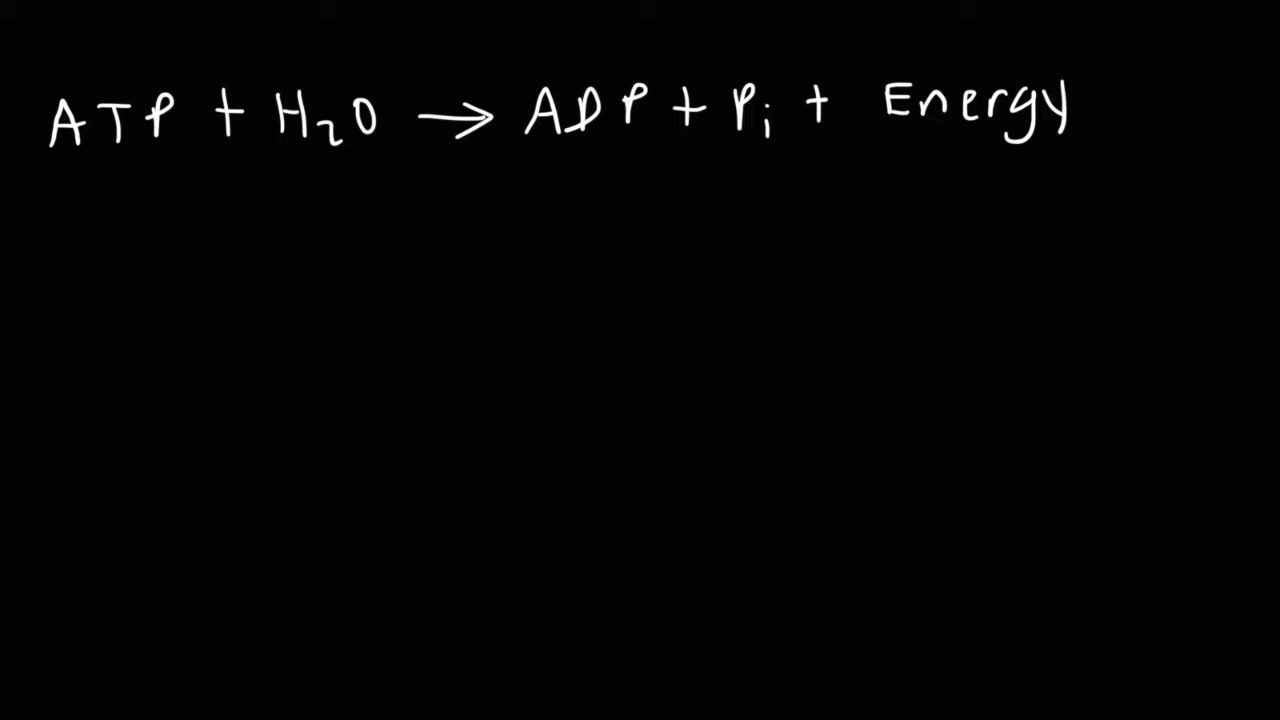 ATP + H₂O → ADP + Pᵢ + Energy